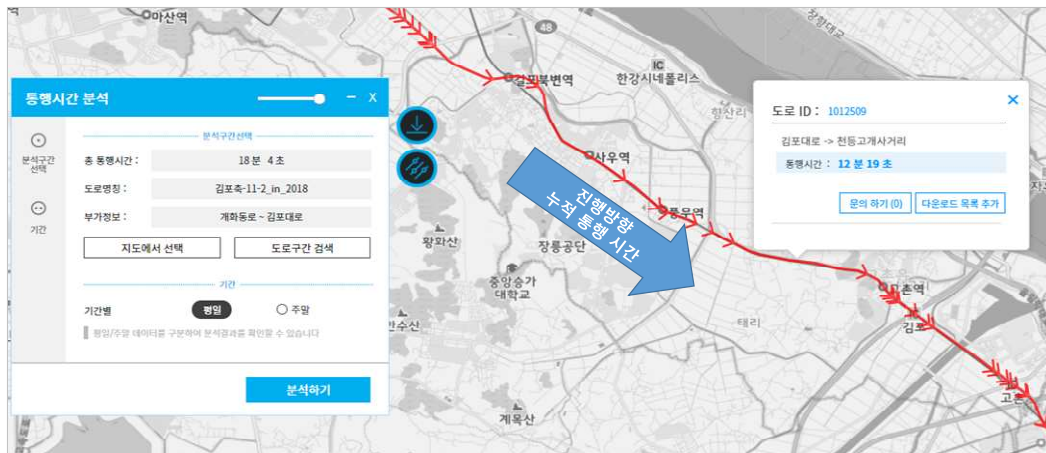 마산역
48
걸포북변역
IC
한강시네폴리스
향산리
통행시간 분석
− X
분석구간
선택
기간
분석구간선택
총 통행시간 :
18 분 4 초
도로명칭 :
김포축-11-2_in_2018
부가정보 :
개화동로 ~ 김포대로
지도에서 선택
도로구간 검색
기간
기간별
평일
주말
평일/주말 데이터를 구분하여 분석결과를 확인할 수 있습니다
분석하기
도로 ID : 1012509
김포대로 -> 천등고개사거리
통행시간 : 12 분 19 초
문의 하기 (0)
다운로드 목록 추가
사우역
진행방향
누적 통행 시간
풍무역
황화산
장릉공단
중앙승가
대학교
태리
고촌역
김포
계옥산